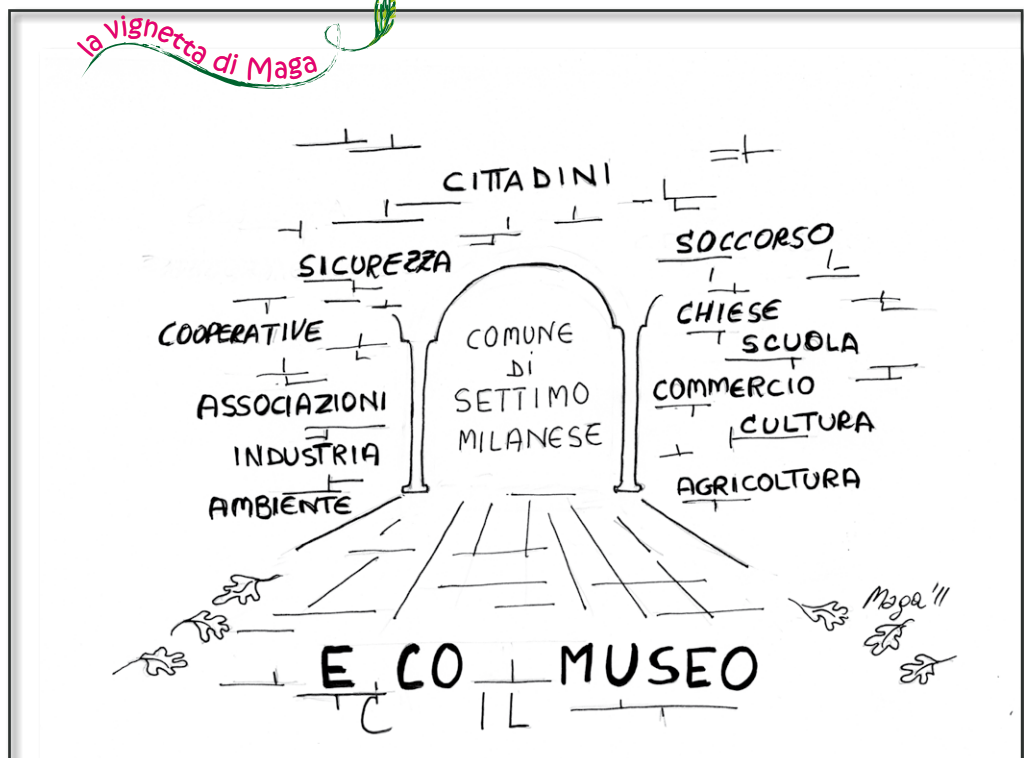 la vignetta di Maga
CITTADINI
SICUREZZA
SOCCORSO
COOPERATIVE
CHIESE
SCUOLA
COMUNE
Di
SETTIMO
MILANESE
ASSOCIAZIONI
COMMERCIO
INDUSTRIA
CULTURA
AMBIENTE
AGRICOLTURA
Maga'11
E CO MUSEO
C IL